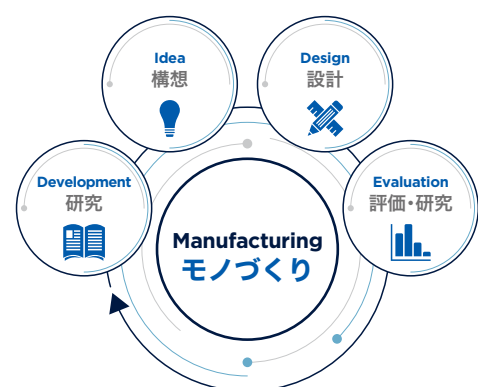 Idea
構想
Design
設計
Development
研究
Evaluation
評価・研究
Manufacturing
モノづくり